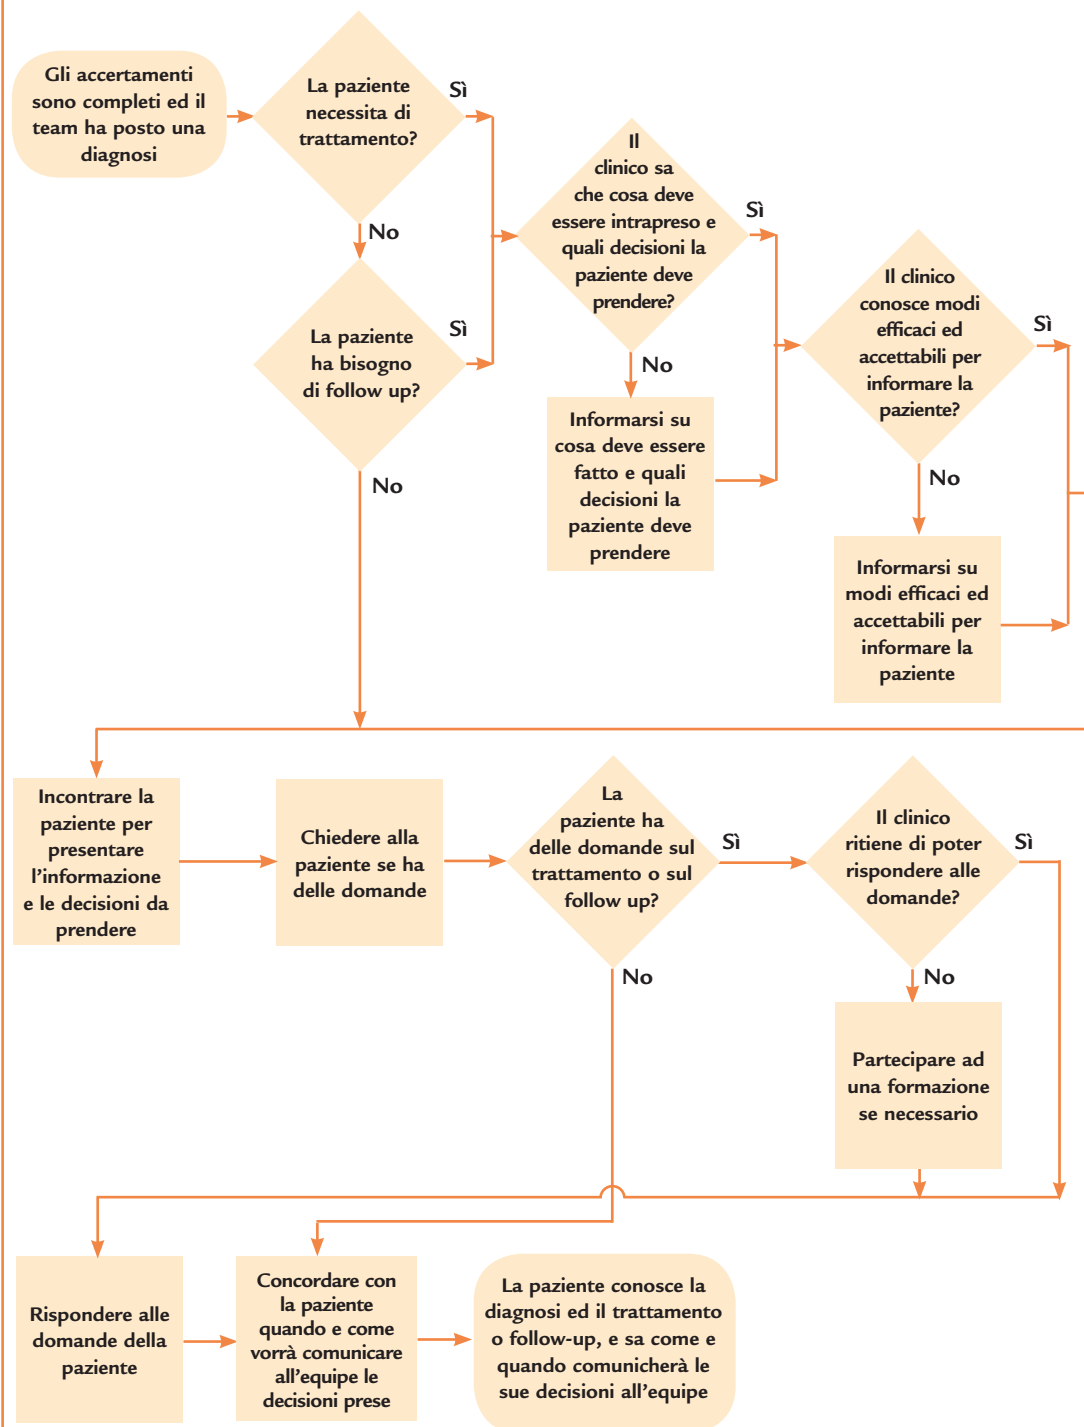 Gli accertamenti
sono completi ed il
team ha posto una
diagnosi
La paziente
necessita di
trattamento?
Sì
No
La paziente
ha bisogno
di follow up?
Sì
No
Il
clinico sa
che cosa deve
essere intrapreso e
quali decisioni la
paziente deve
prendere?
Sì
No
Informarsi su
cosa deve essere
fatto e quali
decisioni la
paziente deve
prendere
Il clinico
conosce modi
efficaci ed
accettabili per
informare la
paziente?
Sì
No
Informarsi su
modi efficaci ed
accettabili per
informare la
paziente
Incontrare la
paziente per
presentare
l'informazione
e le decisioni da
prendere
Chiedere alla
paziente se ha
delle domande
La
paziente ha
delle domande sul
trattamento o sul
follow up?
Sì
No
Il clinico
ritiene di poter
rispondere alle
domande?
Sì
No
Partecipare ad
una formazione
se necessario
Rispondere alle
domande della
paziente
Concordare con
la paziente
quando e come
vorrà comunicare
all'equipe le
decisioni prese
La paziente conosce la
diagnosi ed il trattamento
o follow-up, e sa come e
quando comunicherà le
sue decisioni all'equipe